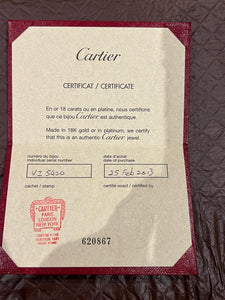 Cartier
CERTIFICAT / CERTIFICATE
En or 18 carats ou en platine, nous certifions
que ce bijou Cartier est authentique.
Made in 18K gold or in platinum, we certify
that this is an authentic Cartier jewel.
numéro du bijou
individual serial number
date d'achat
date of purchase
VI 5420
25 Feb 2013
cachet / stamp
certifié exact / certified by
CARTIER
PARIS
LONDON
NEW YORK
620867